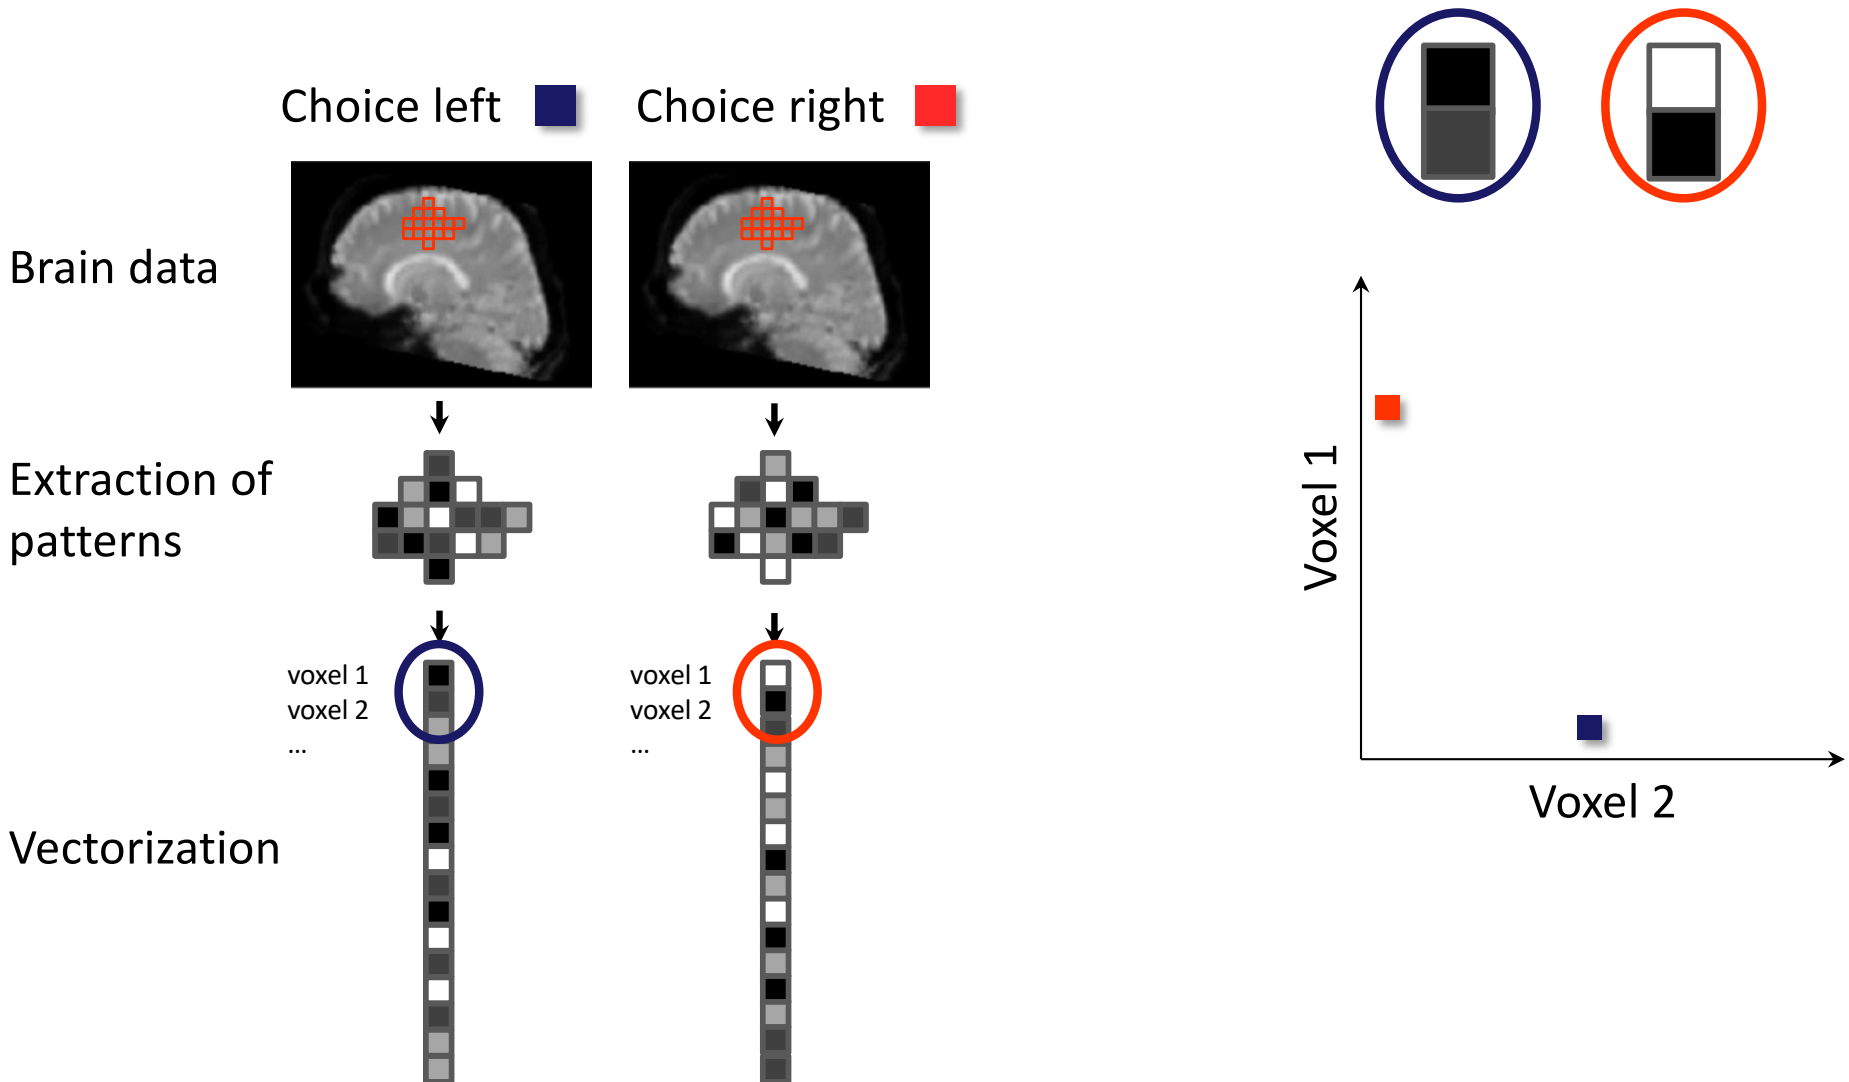 Choice left
Choice right
Brain data
Extraction of
patterns
voxel 1
voxel 2
...
voxel 1
voxel 2
...
Vectorization
Voxel 1
Voxel 2